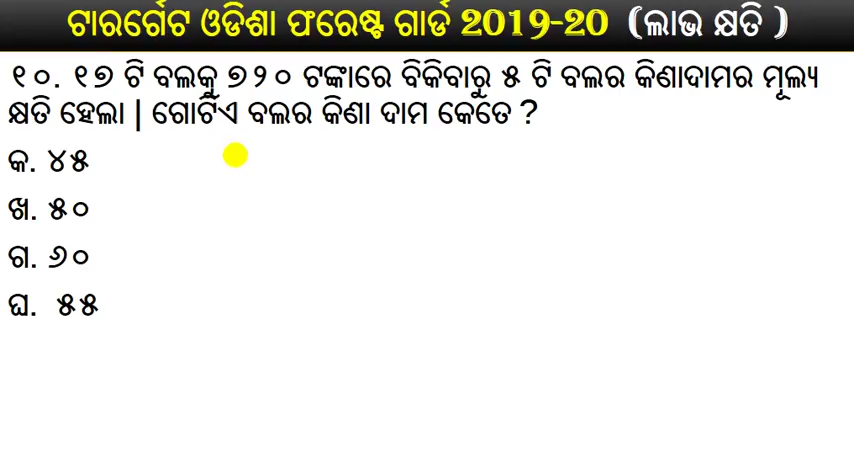 ଟାରର୍ଗେଟ ଓଡିଶା ଫରେଷ୍ଟ ଗାର୍ଡ 2019-20 (ଲାଭ କ୍ଷତି )
୧୦. ୧୭ ଟି ବଲକୁ ୭୨୦ ଟଙ୍କାରେ ବିକିବାରୁ ୫ ଟି ବଲର କିଣାଦାମର ମୂଲ୍ୟ
କ୍ଷତି ହେଲା | ଗୋଟିଏ ବଲର କିଣା ଦାମ କେତେ ?
କ. ୪୫
ଖ. ୫୦
ଗ. ୬୦
ଘ. ୫୫